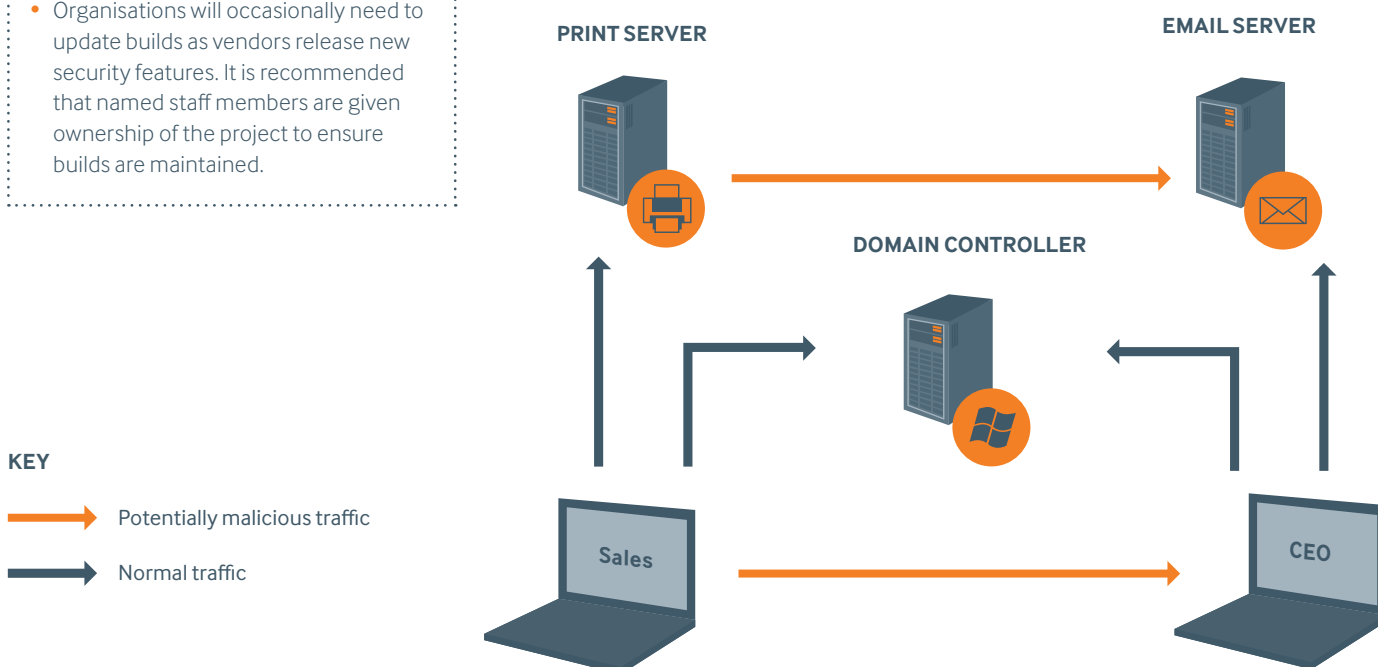 • Organisations will occasionally need to
update builds as vendors release new
security features. It is recommended
that named staff members are given
ownership of the project to ensure
builds are maintained.
PRINT SERVER
EMAIL SERVER
DOMAIN CONTROLLER
KEY
Potentially malicious traffic
Normal traffic
Sales
CEO